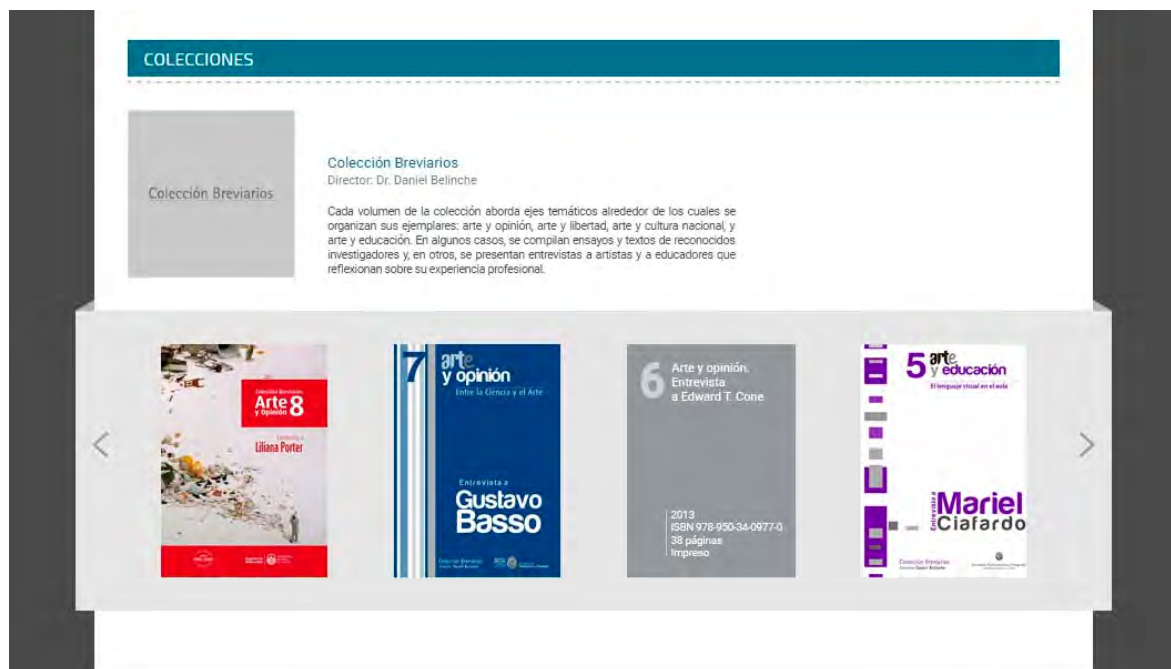 COLECCIONES
Colección Breviarios
Colección Breviarios
Director: Dr. Daniel Belinche
Cada volumen de la colección aborda ejes temáticos alrededor de los cuales se
organizan sus ejemplares: arte y opinión, arte y libertad, arte y cultura nacional, y
arte y educación. En algunos casos, se compilan ensayos y textos de reconocidos
investigadores y, en otros, se presentan entrevistas a artistas y a educadores que
reflexionan sobre su experiencia profesional.
Colección Breviarios
Arte 8
y Opinión
Entrevista a
Liliana Porter
7 arte
y opinión
Entre la Ciencia y el Arte
Entrevista a
Gustavo
Basso
Colección Breviarios
6 Arte y opinión.
Entrevista
a Edward T. Cone
2013
ISBN 978-950-34-0977-0
38 páginas
Impreso
5 arte
y educación
El lenguaje visual en el aula
Entrevista a
Mariel
Ciafardo
Colección Breviarios